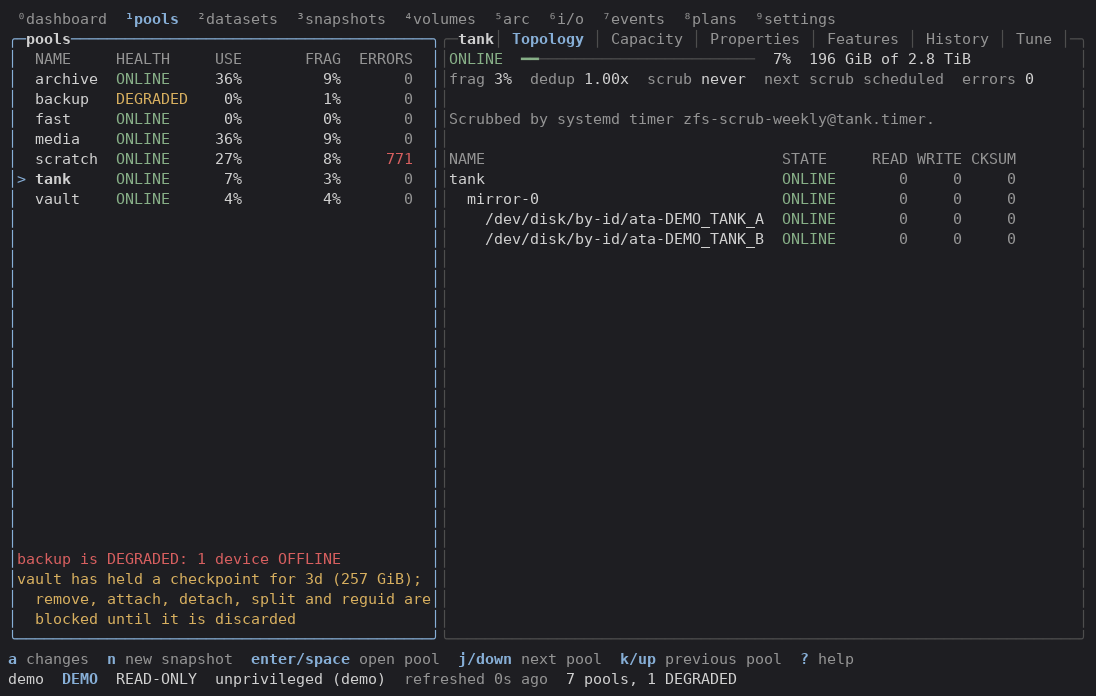 ⁰dashboard ¹pools ²datasets ³snapshots ⁴volumes ⁵arc ⁶i/o ⁷events ⁸plans ⁹settings
pools
NAME HEALTH USE FRAG ERRORS
archive ONLINE 36% 9% 0
backup DEGRADED 0% 1% 0
fast ONLINE 0% 0% 0
media ONLINE 36% 9% 0
scratch ONLINE 27% 8% 771
> tank ONLINE 7% 3% 0
vault ONLINE 4% 4% 0
backup is DEGRADED: 1 device OFFLINE
vault has held a checkpoint for 3d (257 GiB);
remove, attach, detach, split and reguid are
blocked until it is discarded
tank │ Topology │ Capacity │ Properties │ Features │ History │ Tune │
ONLINE 7% 196 GiB of 2.8 TiB
frag 3% dedup 1.00x scrub never next scrub scheduled errors 0
Scrubbed by systemd timer zfs-scrub-weekly@tank.timer.
NAME STATE READ WRITE CKSUM
tank ONLINE 0 0 0
mirror-0 ONLINE 0 0 0
/dev/disk/by-id/ata-DEMO_TANK_A ONLINE 0 0 0
/dev/disk/by-id/ata-DEMO_TANK_B ONLINE 0 0 0
a changes n new snapshot enter/space open pool j/down next pool k/up previous pool ? help
demo DEMO READ-ONLY unprivileged (demo) refreshed 0s ago 7 pools, 1 DEGRADED